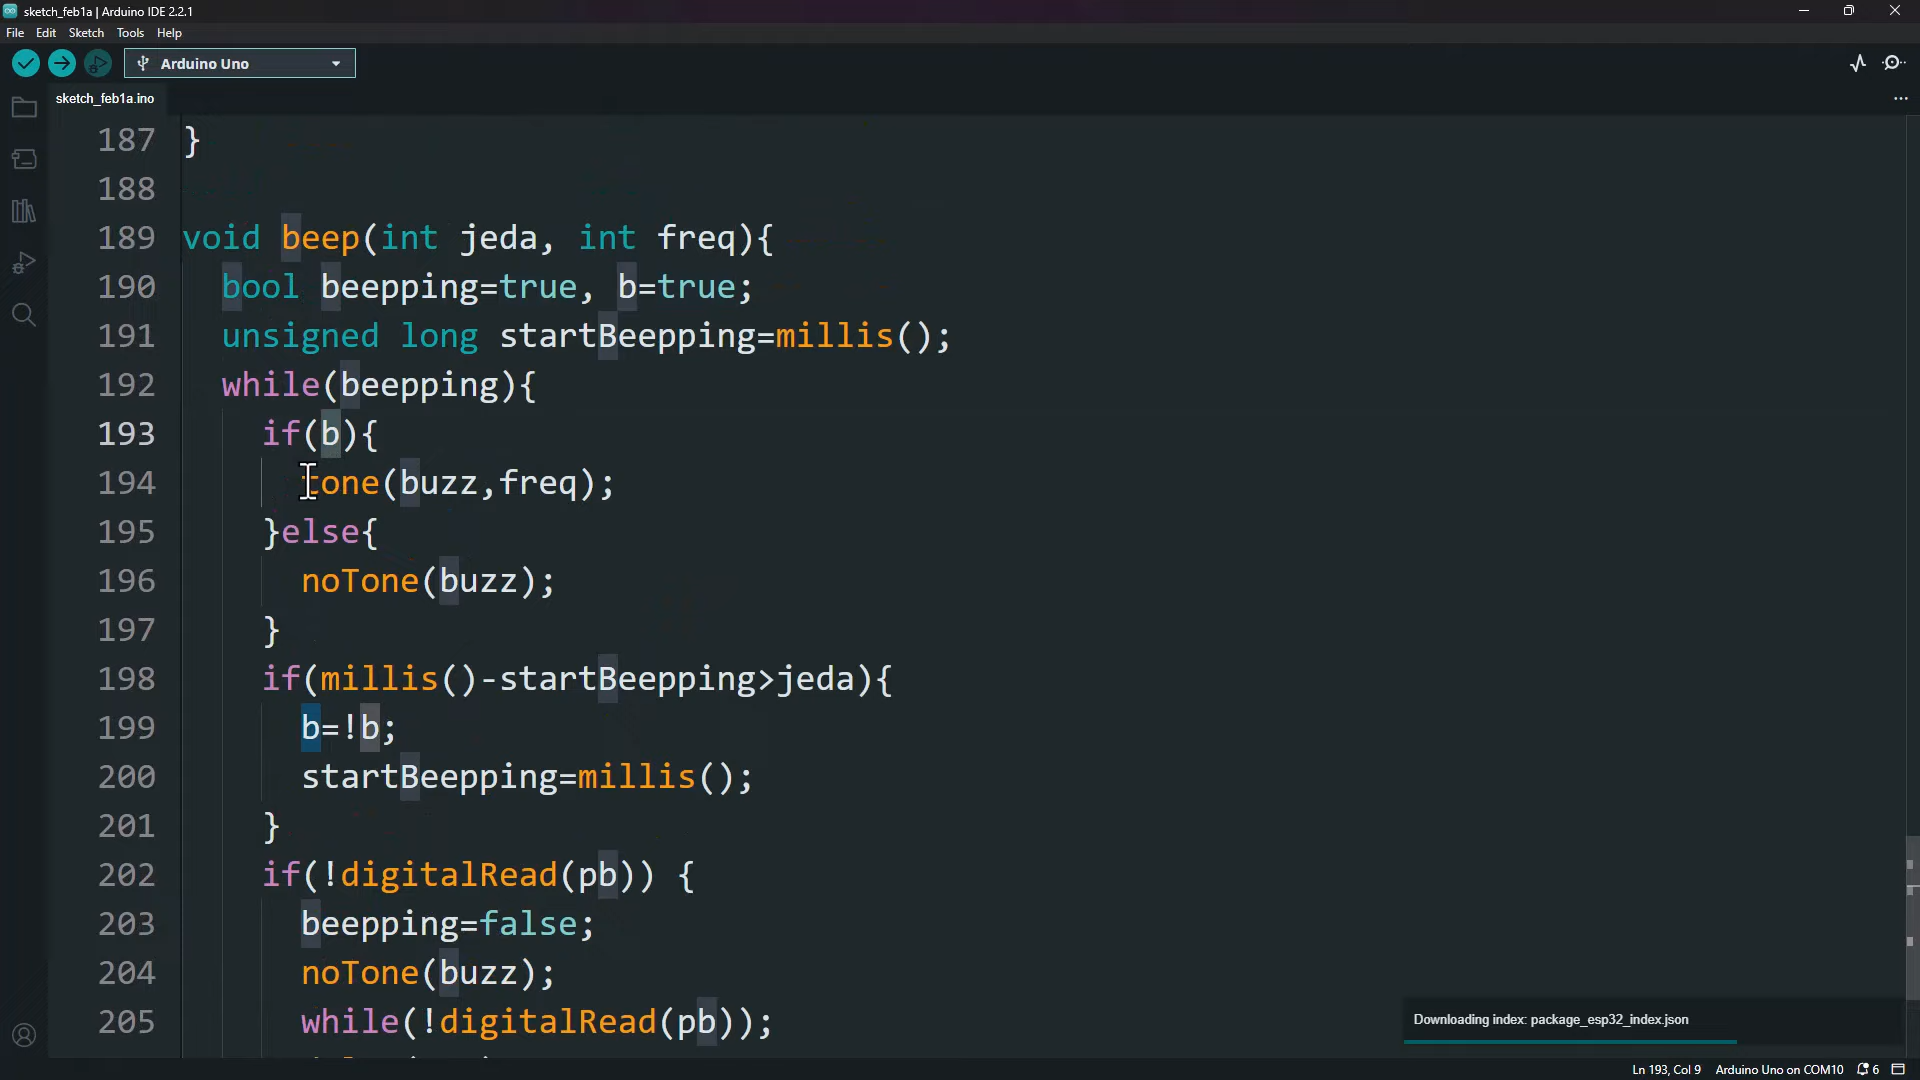 sketch_feb1a | Arduino IDE 2.2.1
File Edit Sketch Tools Help
Arduino Uno
sketch_feb1a.ino
187 }
188
189 void beep(int jeda, int freq){
190 bool beepping=true, b=true;
191 unsigned long startBeepping=millis();
192 while(beepping){
193 if(b){
194 tone(buzz,freq);
195 }else{
196 noTone(buzz);
197 }
198 if(millis()-startBeepping>jeda){
199 b=!b;
200 startBeepping=millis();
201 }
202 if(!digitalRead(pb)) {
203 beepping=false;
204 noTone(buzz);
205 while(!digitalRead(pb));
Downloading index: package_esp32_index.json
Ln 193, Col 9 Arduino Uno on COM10 6